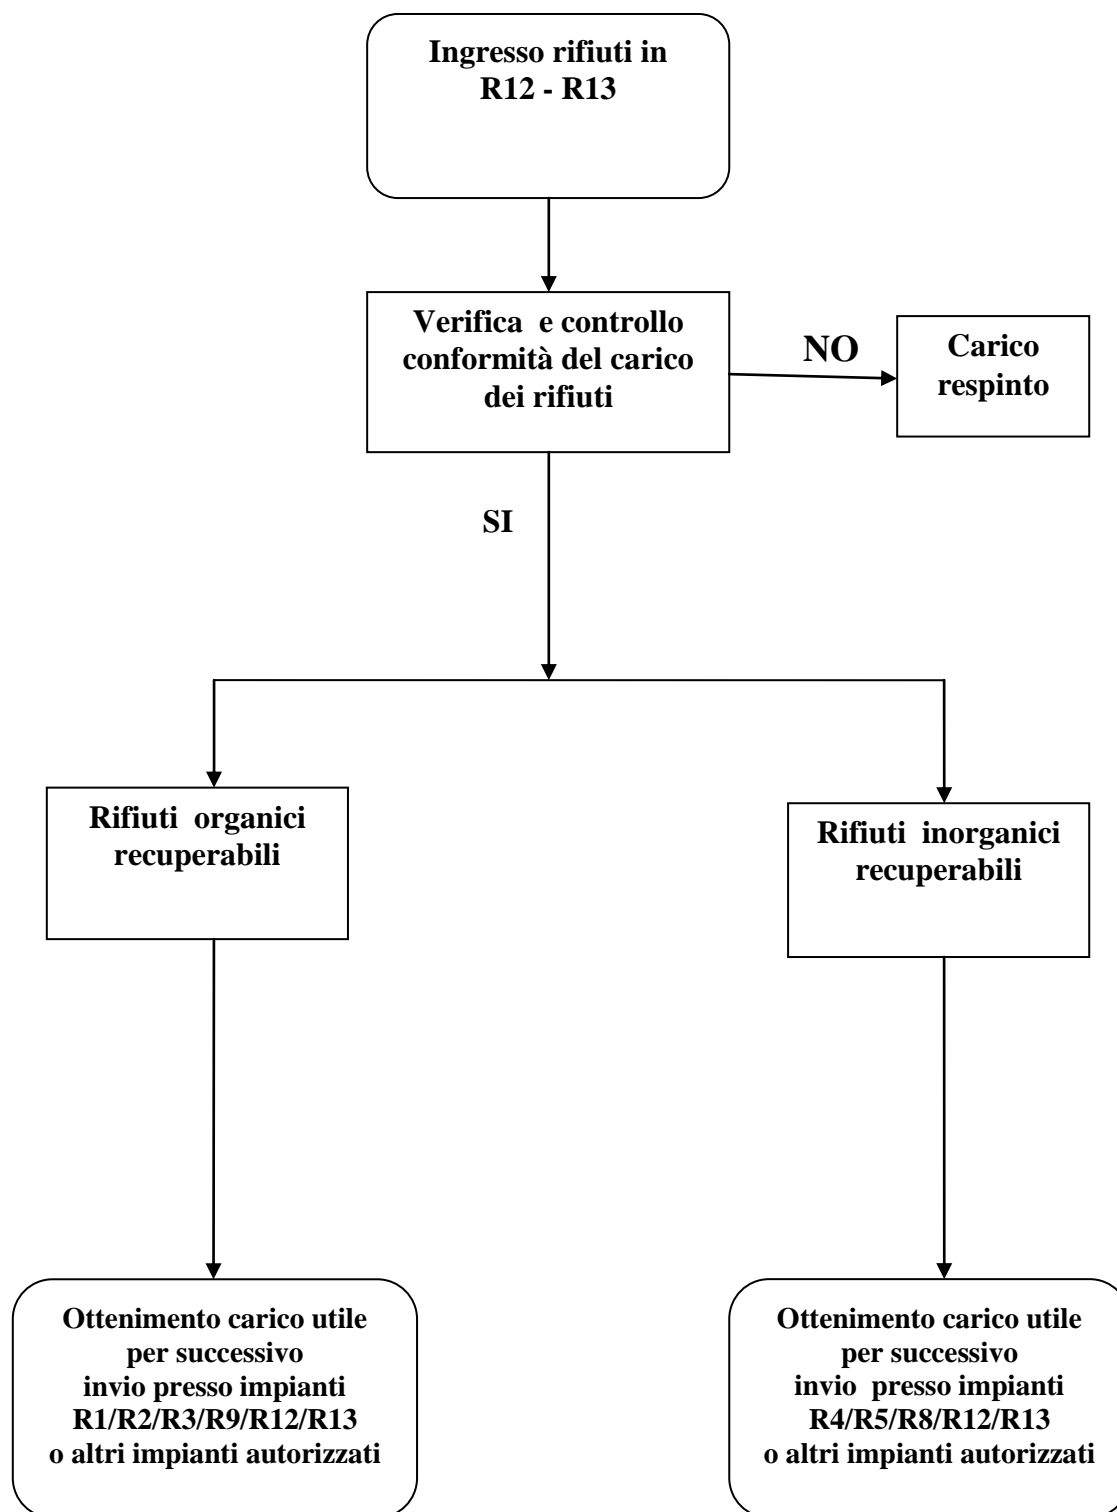 Ingresso rifiuti in
R12 - R13
Verifica e controllo
conformità del carico
dei rifiuti
NO
Carico
respinto
SI
Rifiuti organici
recuperabili
Rifiuti inorganici
recuperabili
Ottenimento carico utile
per successivo
invio presso impianti
R1/R2/R3/R9/R12/R13
o altri impianti autorizzati
Ottenimento carico utile
per successivo
invio presso impianti
R4/R5/R8/R12/R13
o altri impianti autorizzati